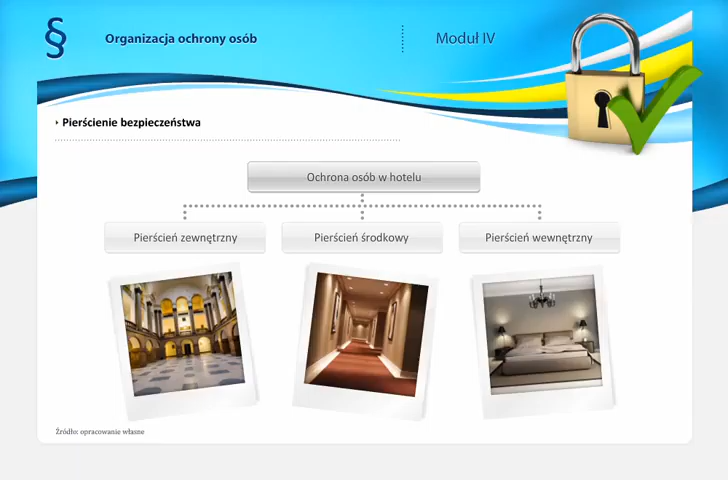 §
Organizacja ochrony osób
Moduł IV
Pierścienie bezpieczeństwa
Ochrona osób w hotelu
Pierścień zewnętrzny
Pierścień środkowy
Pierścień wewnętrzny
Źródło: opracowanie własne